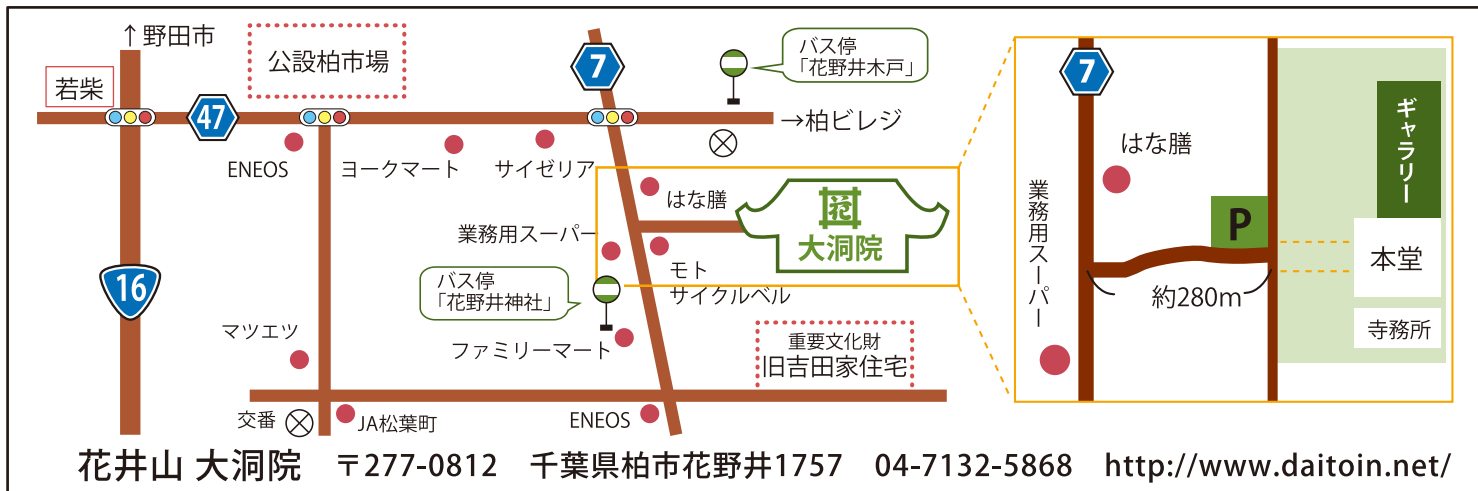 ↑野田市
若柴
47
公設柏市場
7
バス停
「花野井木戸」
→柏ビレジ
ENEOS
ヨークマート
サイゼリア
はな膳
業務用スーパー
大洞院
モト
サイクルベル
バス停
「花野井神社」
16
マツエツ
ファミリーマート
重要文化財
旧吉田家住宅
交番
JA松葉町
ENEOS
7
はな膳
業務用スーパー
P
ギャラリー
本堂
約280m
寺務所
花井山 大洞院 〒277-0812 千葉県柏市花野井1757 04-7132-5868 http://www.daitoin.net/